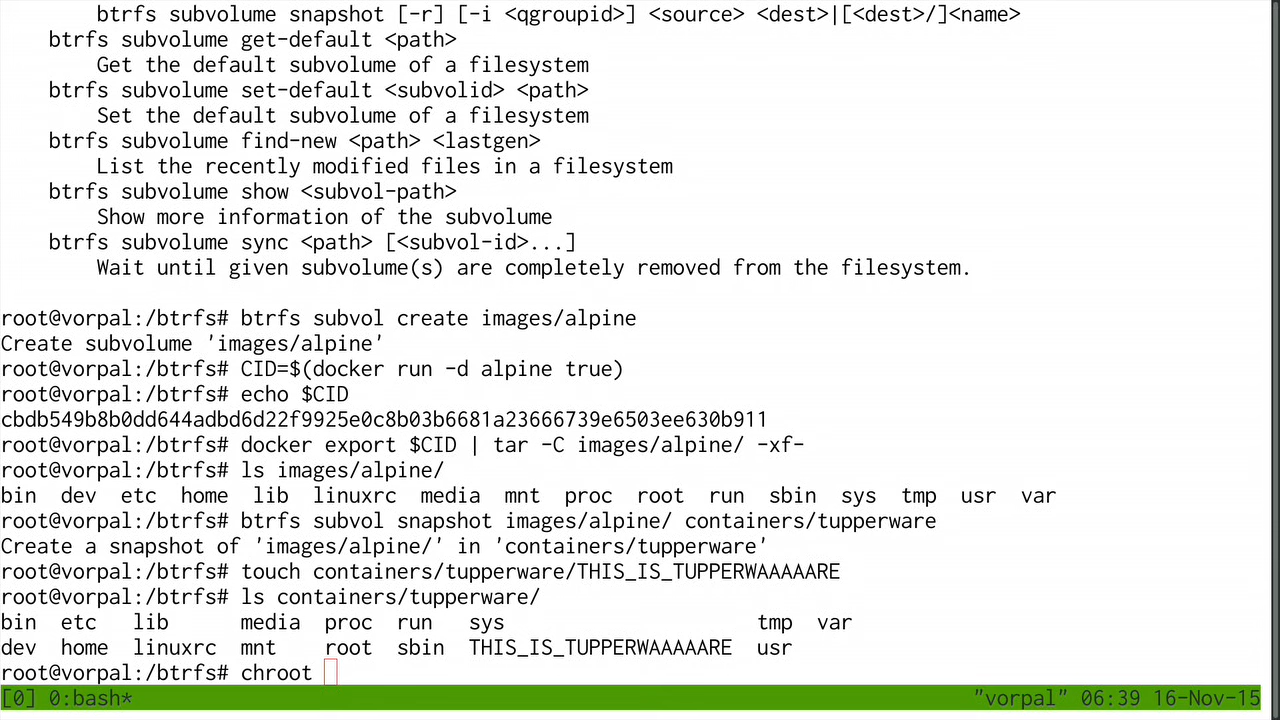 btrfs subvolume snapshot [-r] [-i <qgroupid>] <source> <dest>|[<dest>/]<name>
    btrfs subvolume get-default <path>
        Get the default subvolume of a filesystem
    btrfs subvolume set-default <subvolid> <path>
        Set the default subvolume of a filesystem
    btrfs subvolume find-new <path> <lastgen>
        List the recently modified files in a filesystem
    btrfs subvolume show <subvol-path>
        Show more information of the subvolume
    btrfs subvolume sync <path> [<subvol-id>...]
        Wait until given subvolume(s) are completely removed from the filesystem.

root@vorpal:/btrfs# btrfs subvol create images/alpine
Create subvolume 'images/alpine'
root@vorpal:/btrfs# CID=$(docker run -d alpine true)
root@vorpal:/btrfs# echo $CID
cbdb549b8b0dd644adbd6d22f9925e0c8b03b6681a23666739e6503ee630b911
root@vorpal:/btrfs# docker export $CID | tar -C images/alpine/ -xf-
root@vorpal:/btrfs# ls images/alpine/
bin  dev  etc  home  lib  linuxrc  media  mnt  proc  root  run  sbin  sys  tmp  usr  var
root@vorpal:/btrfs# btrfs subvol snapshot images/alpine/ containers/tupperware
Create a snapshot of 'images/alpine/' in 'containers/tupperware'
root@vorpal:/btrfs# touch containers/tupperware/THIS_IS_TUPPERWAAAAARE
root@vorpal:/btrfs# ls containers/tupperware/
bin  etc   lib      media  proc  run   sys                     tmp  var
dev  home  linuxrc  mnt    root  sbin  THIS_IS_TUPPERWAAAAARE  usr
root@vorpal:/btrfs# chroot
[0] 0:bash* "vorpal" 06:39 16-Nov-15